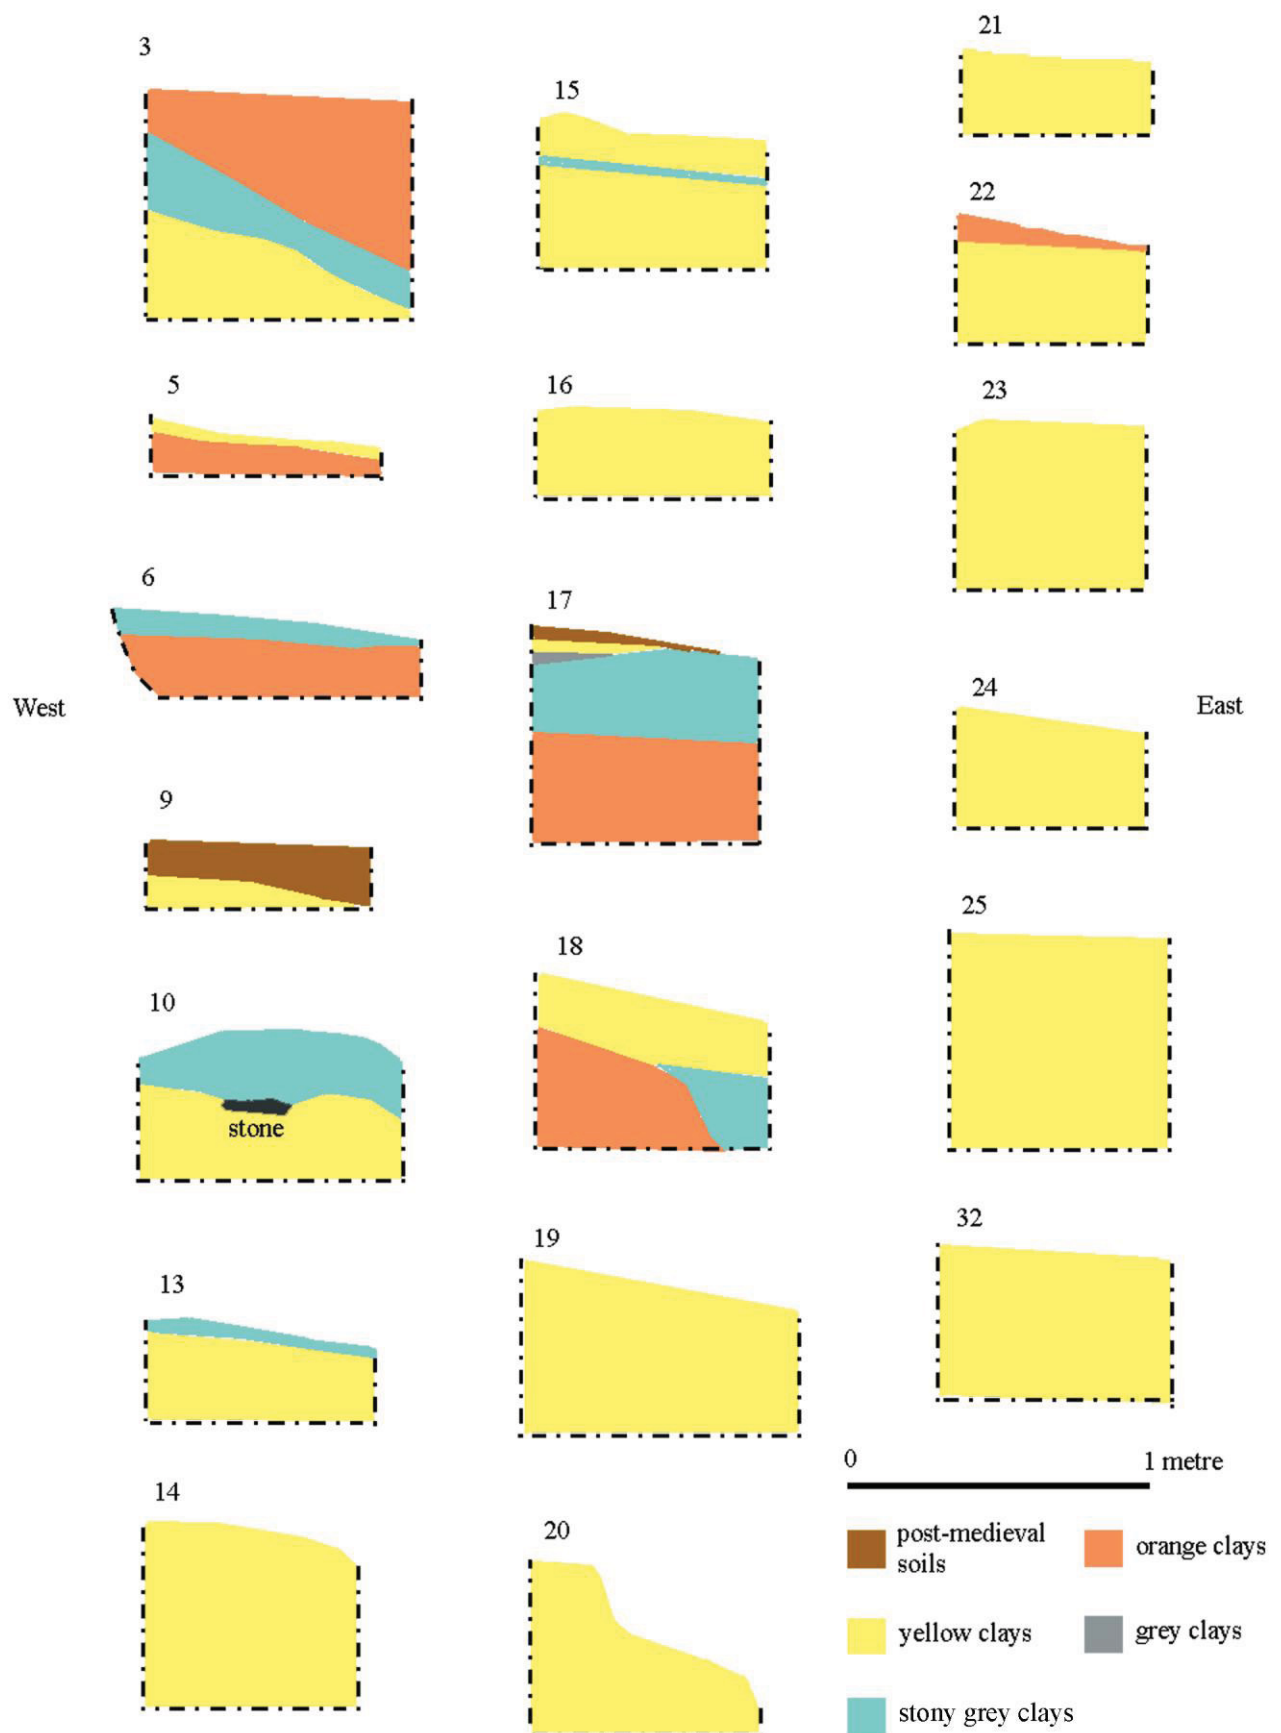 3
5
6
West
9
10
stone
13
14
15
16
17
18
19
20
21
22
23
24
East
25
32
0 1 metre
post-medieval
soils
orange clays
yellow clays
grey clays
stony grey clays